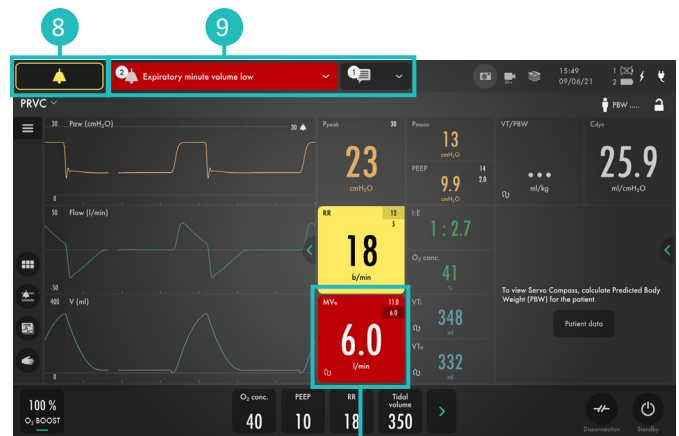 8
9
2
Expiratory minute volume low
1
15:49
09/06/21
1
2
PRVC
PBW .....
30 Paw (cmH₂O)
30
0
50 Flow (l/min)
-50
400 V (ml)
0
Ppeak 30
23
cmH₂O
Pmean
13
cmH₂O
PEEP 14
2.0
9.9
cmH₂O
VT/PBW
...
ml/kg
Cdyn
25.9
ml/cmH₂O
RR 12
5
18
b/min
I:E
1 : 2.7
O₂ conc.
41
%
MVe 11.0
6.0
6.0
l/min
VTi
348
ml
VTe
332
ml
To view Servo Compass, calculate Predicted Body
Weight (PBW) for the patient.
Patient data
100 %
O₂ BOOST
O₂ conc.
40
PEEP
10
RR
18
Tidal
volume
350
Disconnection
Standby